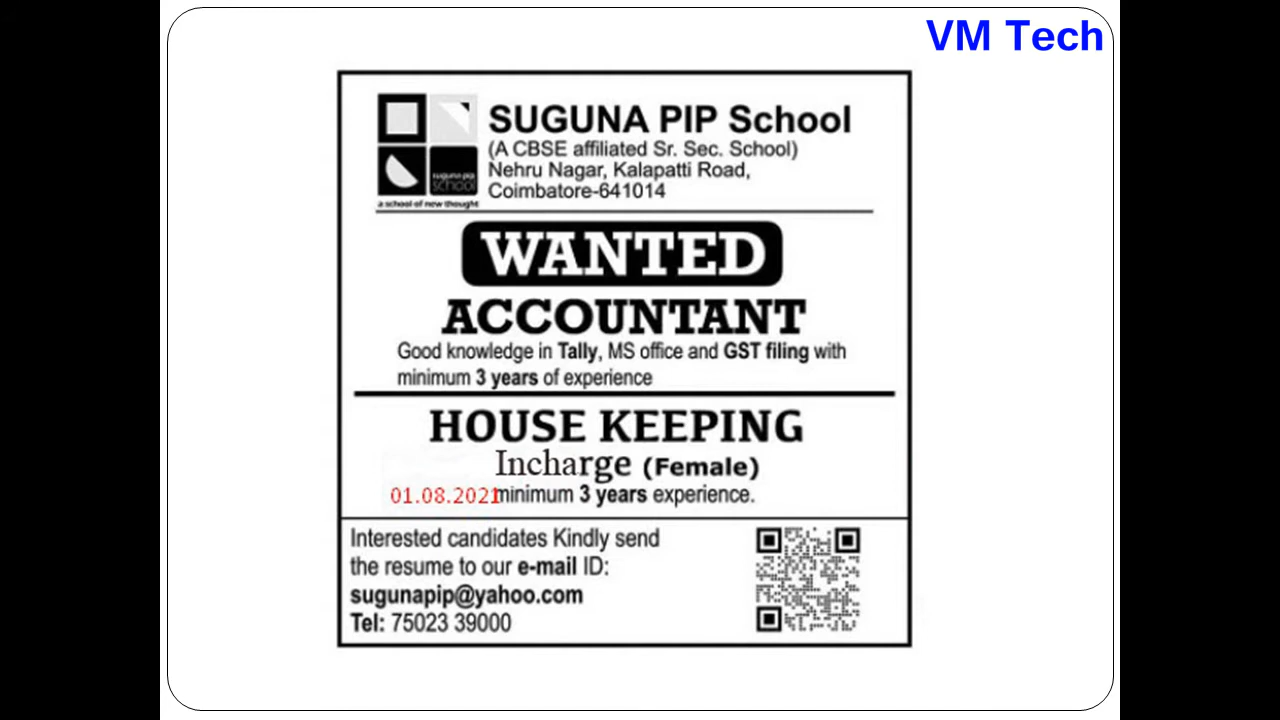 VM Tech
SUGUNA PIP School
(A CBSE affiliated Sr. Sec. School)
Nehru Nagar, Kalapatti Road,
Coimbatore-641014
suguna pip
school
a school of new thought
WANTED
ACCOUNTANT
Good knowledge in Tally, MS office and GST filing with
minimum 3 years of experience
HOUSE KEEPING
Incharge (Female)
01.08.2021
minimum 3 years experience.
Interested candidates Kindly send
the resume to our e-mail ID:
sugunapip@yahoo.com
Tel: 75023 39000